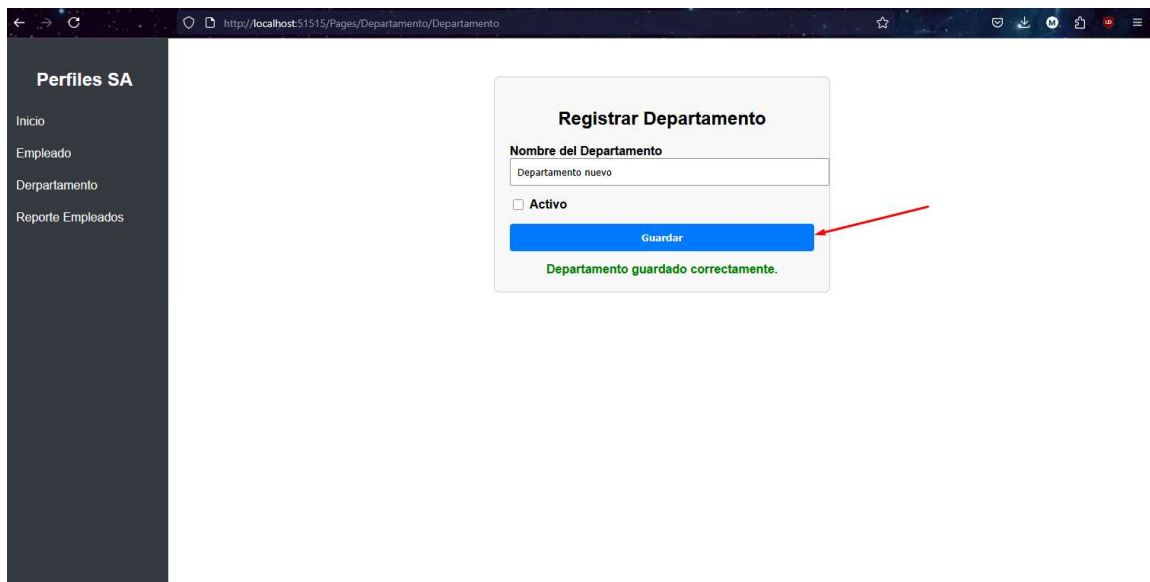 http://localhost:51515/Pages/Departamento/Departamento
Perfiles SA
Inicio
Empleado
Derpartamento
Reporte Empleados
Registrar Departamento
Nombre del Departamento
Departamento nuevo
Activo
Guardar
Departamento guardado correctamente.